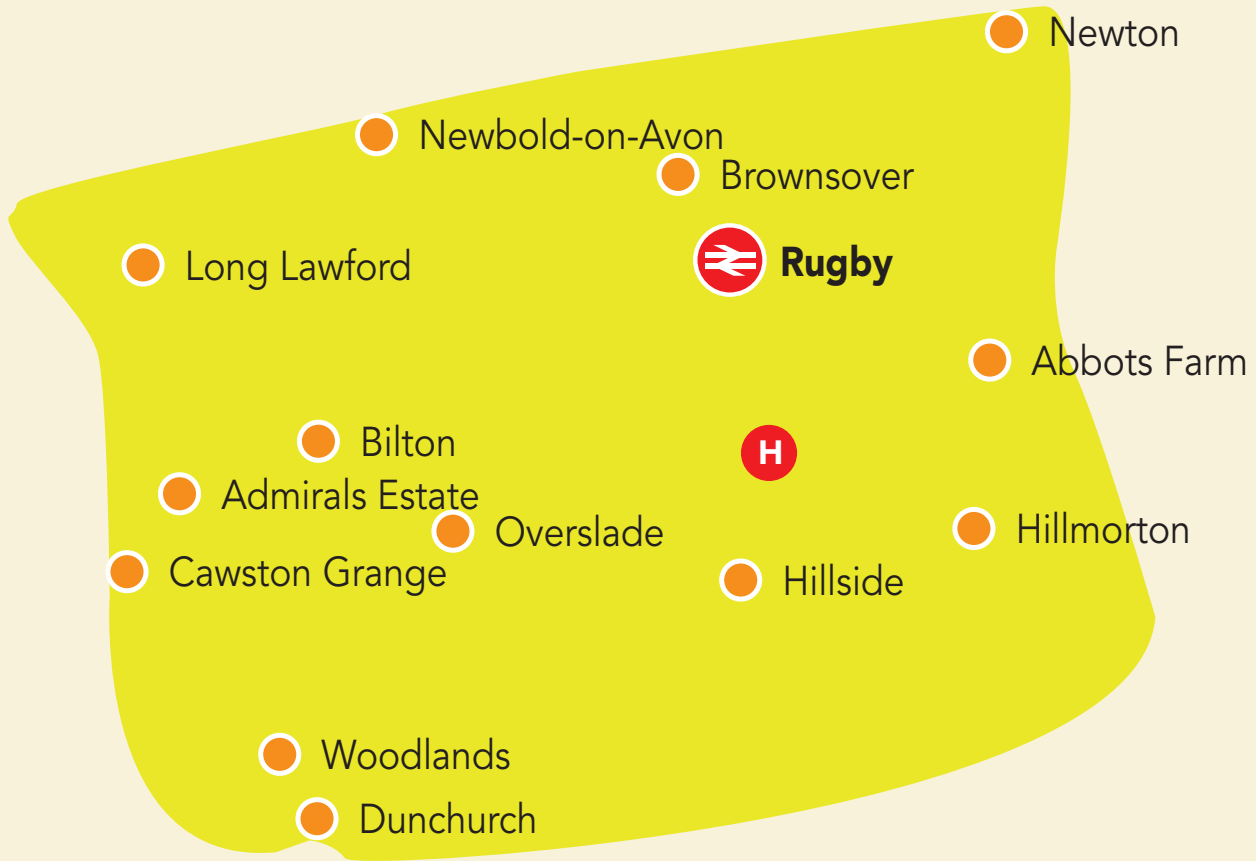 Newton
Newbold-on-Avon
Brownsover
Long Lawford
Rugby
Abbots Farm
Bilton
H
Admirals Estate
Overslade
Hillmorton
Cawston Grange
Hillside
Woodlands
Dunchurch